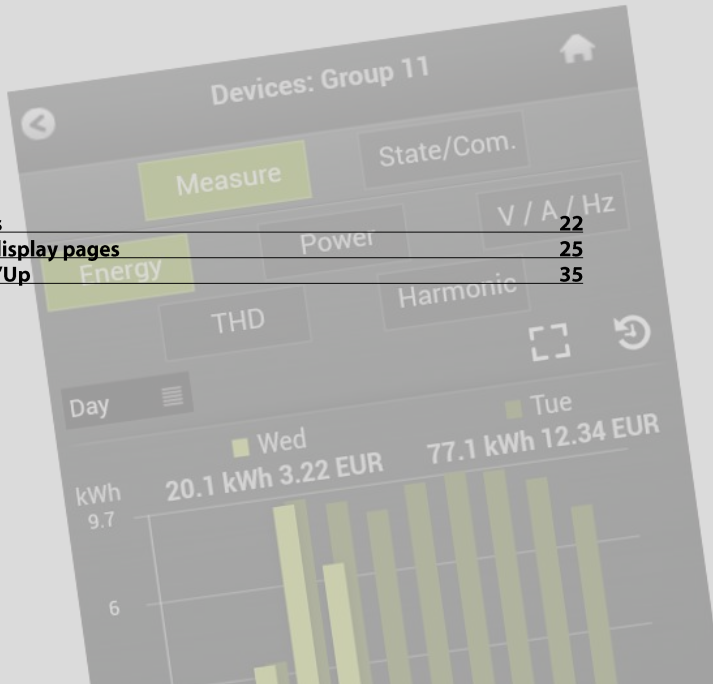 Devices: Group 11
Measure State/Com.
s 22
Energy Power V / A / Hz
display pages 25
/Up 35
THD Harmonic
Day
Wed Tue
20.1 kWh 3.22 EUR 77.1 kWh 12.34 EUR
kWh
9.7
6